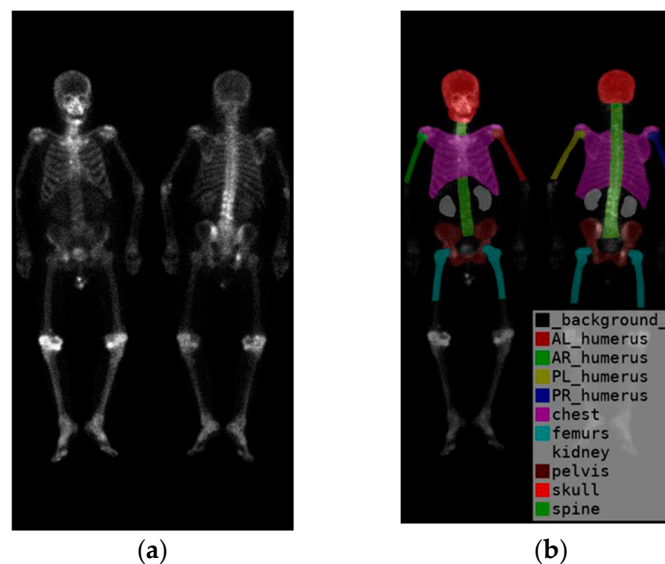 _background_
AL_humerus
AR_humerus
PL_humerus
PR_humerus
chest
femurs
kidney
pelvis
skull
spine
(a)
(b)